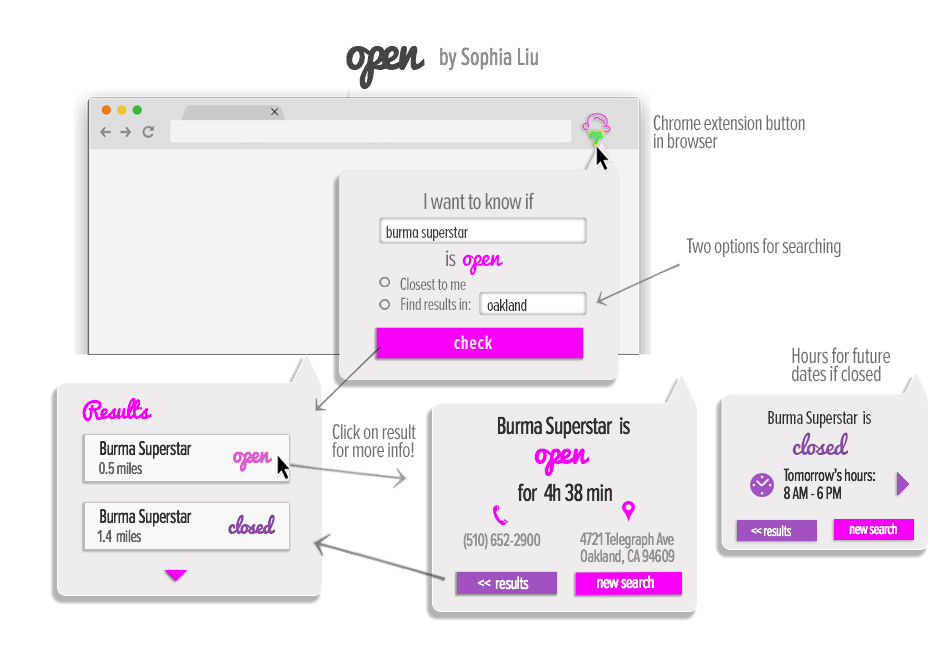 open by Sophia Liu
Chrome extension button
in browser
op
I want to know if
burma superstar
is open
Closest to me
Find results in: oakland
check
Two options for searching
Results
Burma Superstar
0.5 miles
open
Burma Superstar
1.4 miles
closed
Click on result
for more info!
Burma Superstar is
open
for 4h 38 min
(510) 652-2900
4721 Telegraph Ave
Oakland, CA 94609
<< results
new search
Hours for future
dates if closed
Burma Superstar is
closed
Tomorrow's hours:
8 AM - 6 PM
<< results
new search